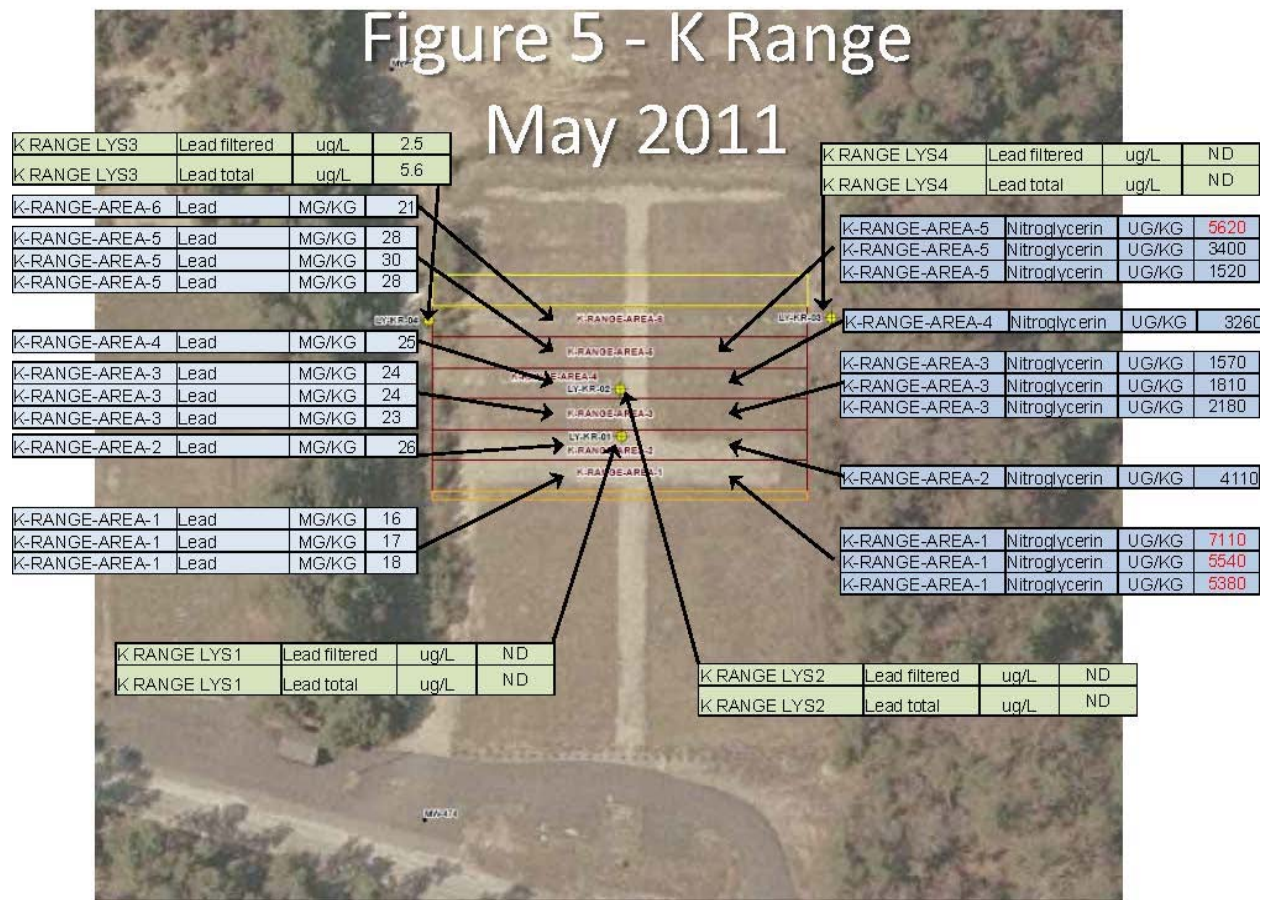 Figure 5 - K Range
May 2011
K RANGE LYS3 Lead filtered ug/L 2.5
K RANGE LYS3 Lead total ug/L 5.6
K-RANGE-AREA-6 Lead MG/KG 21
K-RANGE-AREA-5 Lead MG/KG 28
K-RANGE-AREA-5 Lead MG/KG 30
K-RANGE-AREA-5 Lead MG/KG 28
K-RANGE-AREA-4 Lead MG/KG 25
K-RANGE-AREA-3 Lead MG/KG 24
K-RANGE-AREA-3 Lead MG/KG 24
K-RANGE-AREA-3 Lead MG/KG 23
K-RANGE-AREA-2 Lead MG/KG 26
K-RANGE-AREA-1 Lead MG/KG 16
K-RANGE-AREA-1 Lead MG/KG 17
K-RANGE-AREA-1 Lead MG/KG 18
K RANGE LYS4 Lead filtered ug/L ND
K RANGE LYS4 Lead total ug/L ND
K-RANGE-AREA-5 Nitroglycerin UG/KG 5620
K-RANGE-AREA-5 Nitroglycerin UG/KG 3400
K-RANGE-AREA-5 Nitroglycerin UG/KG 1520
K-RANGE-AREA-4 Nitroglycerin UG/KG 3260
K-RANGE-AREA-3 Nitroglycerin UG/KG 1570
K-RANGE-AREA-3 Nitroglycerin UG/KG 1810
K-RANGE-AREA-3 Nitroglycerin UG/KG 2180
K-RANGE-AREA-2 Nitroglycerin UG/KG 4110
K-RANGE-AREA-1 Nitroglycerin UG/KG 7110
K-RANGE-AREA-1 Nitroglycerin UG/KG 5540
K-RANGE-AREA-1 Nitroglycerin UG/KG 5380
LY-KR-04
LY-KR-03
K-RANGE-AREA-6
K-RANGE-AREA-5
K-RANGE-AREA-4
LY-KR-02
K-RANGE-AREA-3
LY-KR-01
K-RANGE-AREA-2
K-RANGE-AREA-1
K RANGE LYS1 Lead filtered ug/L ND
K RANGE LYS1 Lead total ug/L ND
K RANGE LYS2 Lead filtered ug/L ND
K RANGE LYS2 Lead total ug/L ND
MW-474